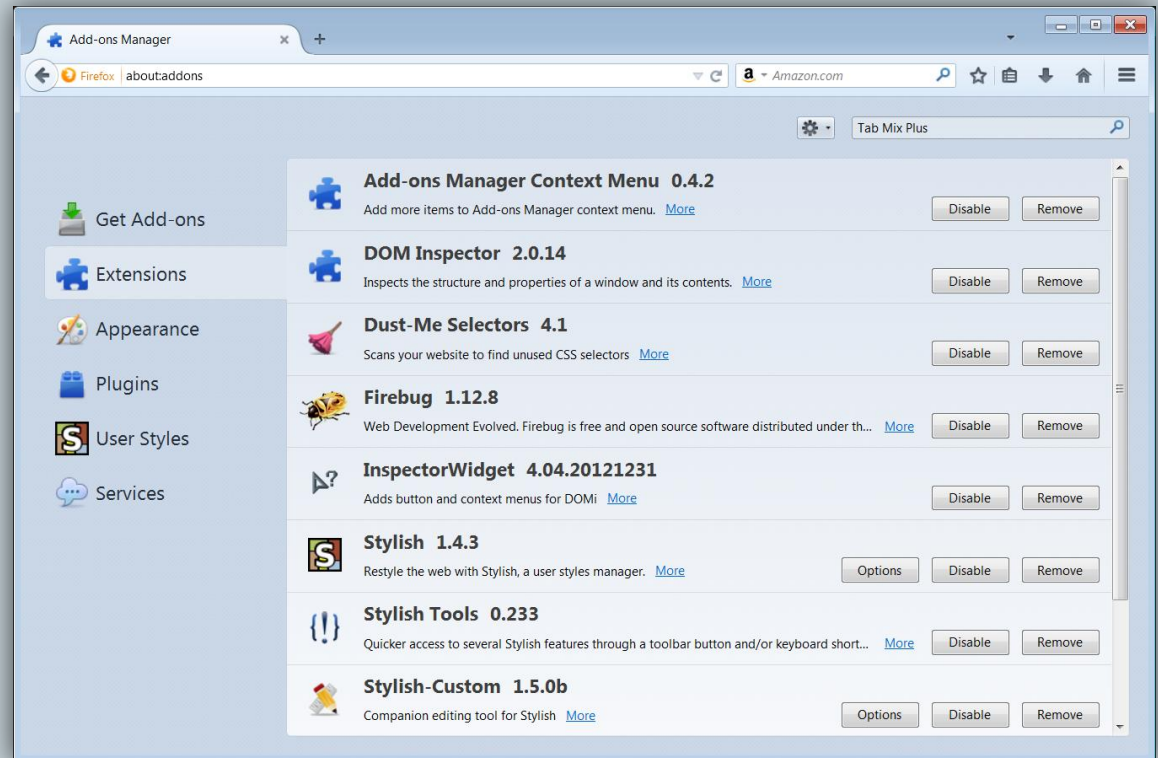 Add-ons Manager
Firefox about:addons
Amazon.com
Tab Mix Plus
Get Add-ons
Extensions
Appearance
Plugins
User Styles
Services
Add-ons Manager Context Menu 0.4.2
Add more items to Add-ons Manager context menu. More
Disable Remove
DOM Inspector 2.0.14
Inspects the structure and properties of a window and its contents. More
Disable Remove
Dust-Me Selectors 4.1
Scans your website to find unused CSS selectors More
Disable Remove
Firebug 1.12.8
Web Development Evolved. Firebug is free and open source software distributed under th... More
Disable Remove
InspectorWidget 4.04.20121231
Adds button and context menus for DOMi More
Disable Remove
Stylish 1.4.3
Restyle the web with Stylish, a user styles manager. More
Options Disable Remove
Stylish Tools 0.233
Quicker access to several Stylish features through a toolbar button and/or keyboard short... More
Disable Remove
Stylish-Custom 1.5.0b
Companion editing tool for Stylish More
Options Disable Remove